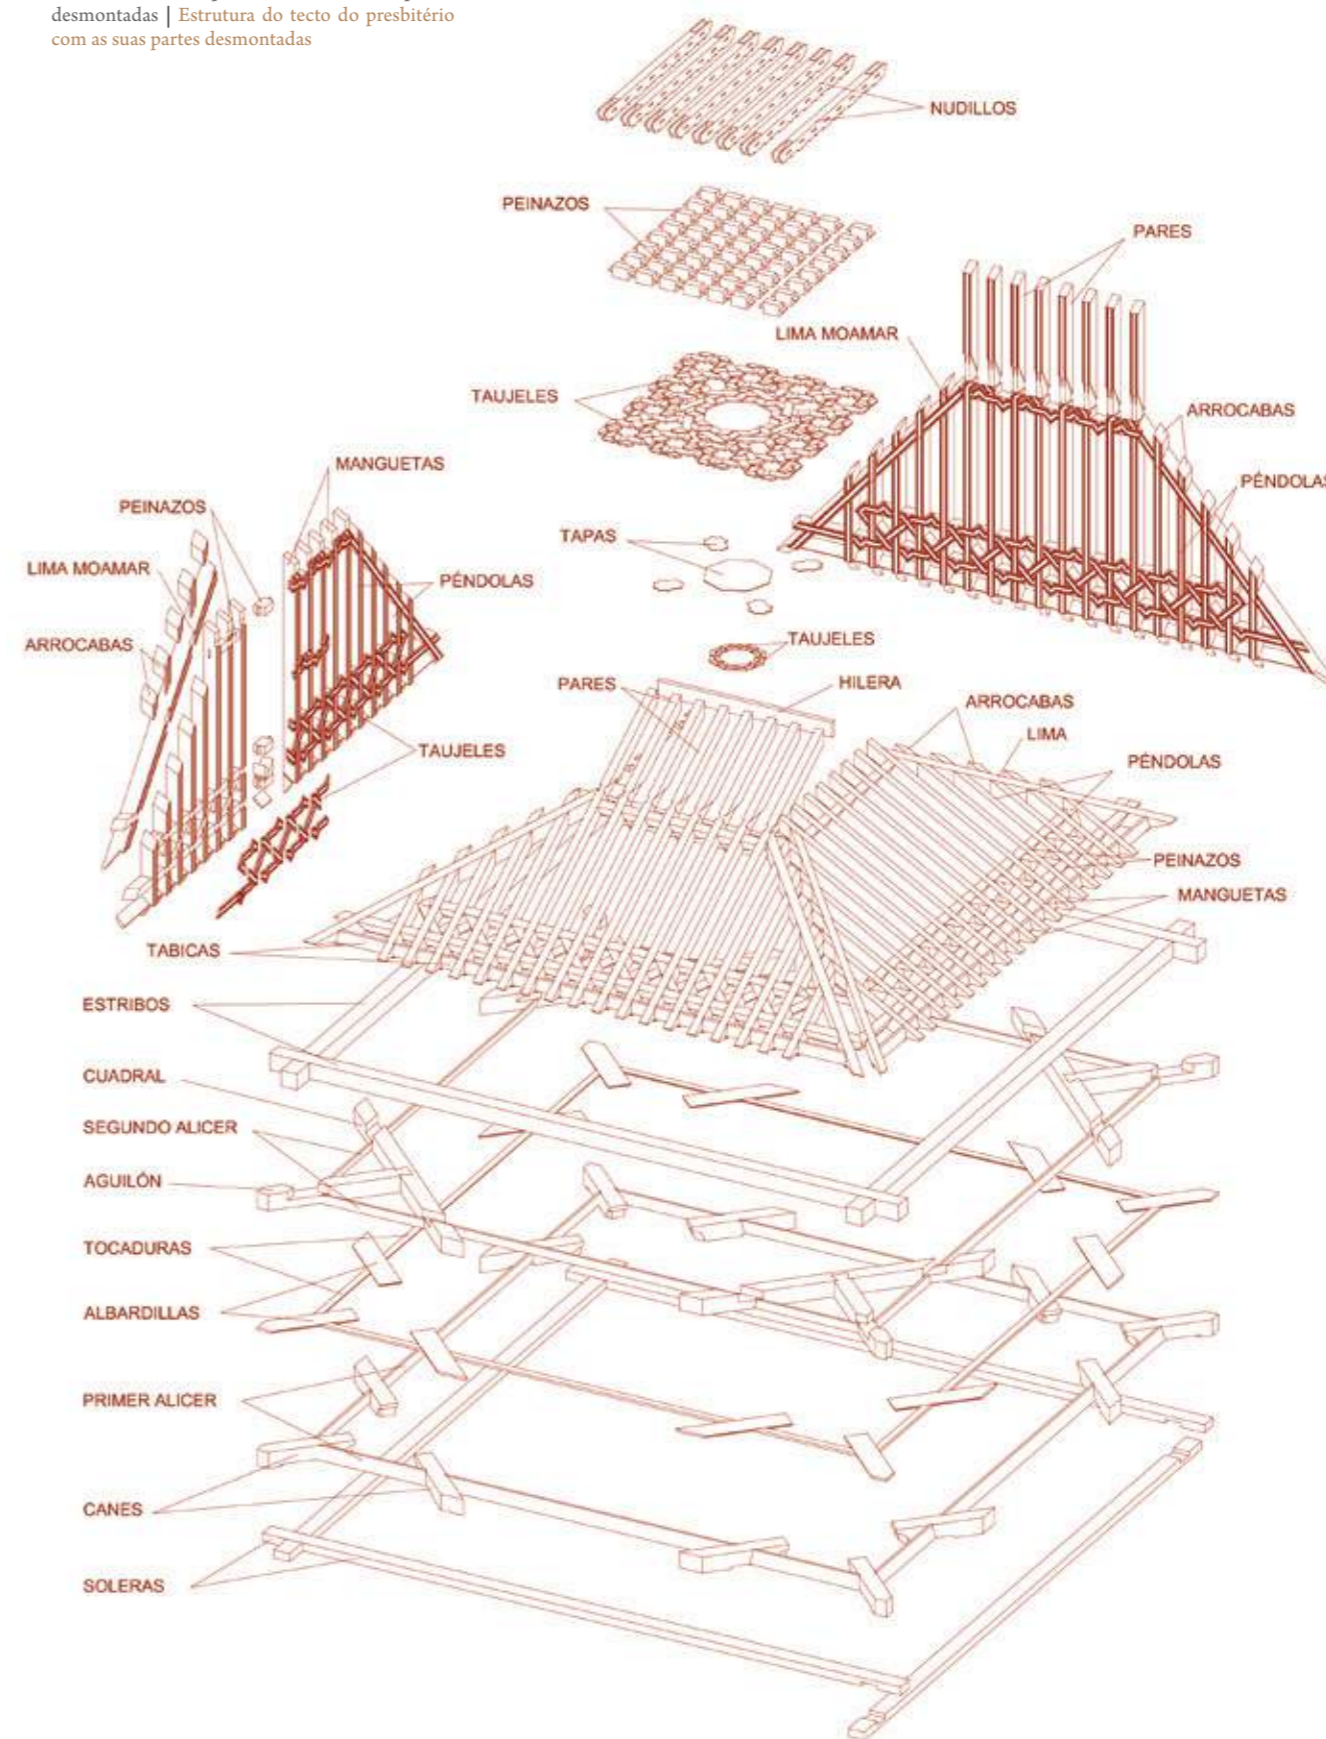 desmontadas | Estrutura do tecto do presbitério
com as suas partes desmontadas
NUDILLOS
PEINAZOS
PARES
LIMA MOAMAR
TAUJELES
ARROCABAS
MANGUETAS
PÉNDOLAS
PEINAZOS
TAPAS
LIMA MOAMAR
PÉNDOLAS
ARROCABAS
TAUJELES
PARES
HILERA
ARROCABAS
LIMA
TAUJELES
PÉNDOLAS
PEINAZOS
MANGUETAS
TABICAS
ESTRIBOS
CUADRAL
SEGUNDO ALICER
AGUILÓN
TOCADURAS
ALBARDILLAS
PRIMER ALICER
CANES
SOLERAS